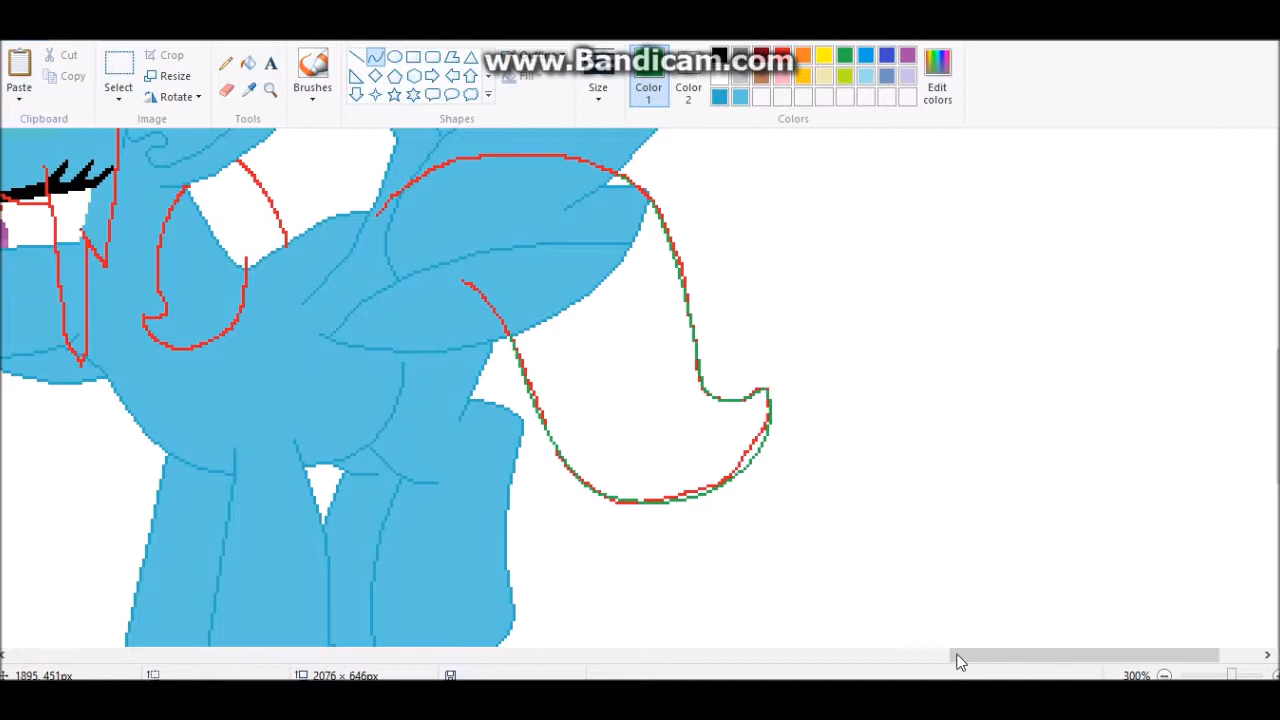 www.Bandicam.com
Paste
Cut
Copy
Clipboard
Select
Crop
Resize
Rotate
Image
A
Tools
Brushes
Fill
Shapes
Size
Color 1
Color 2
Edit colors
Colors
1895, 451px
2076 × 646px
300%